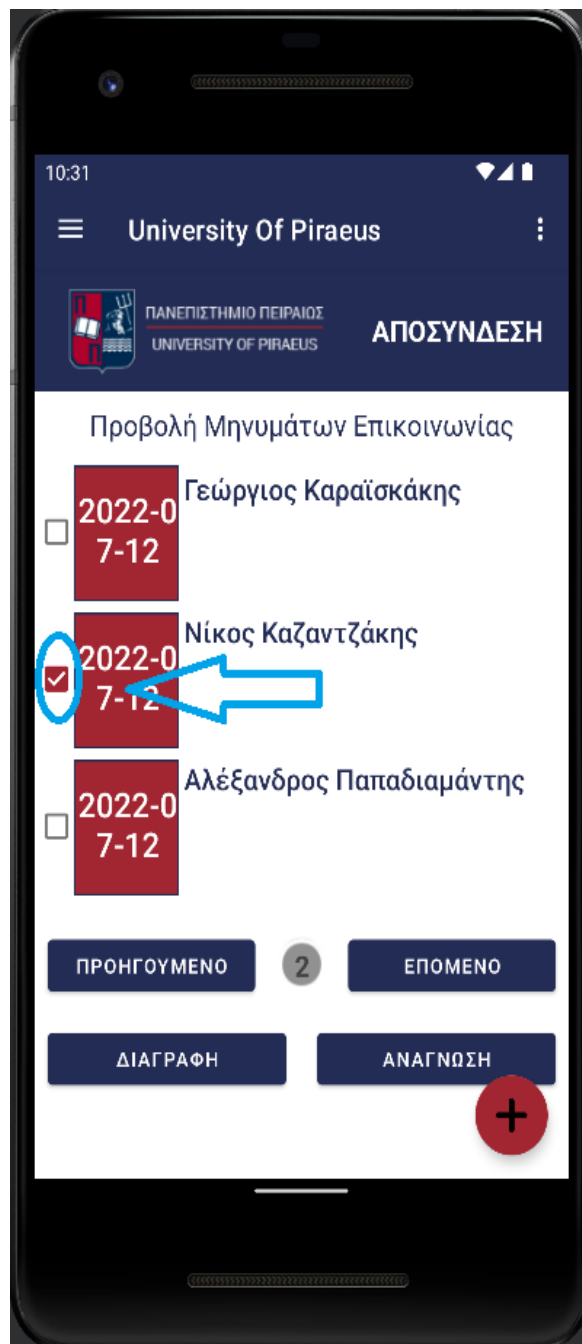 10:31
University Of Piraeus
ΠΑΝΕΠΙΣΤΗΜΙΟ ΠΕΙΡΑΙΩΣ
UNIVERSITY OF PIRAEUS
ΑΠΟΣΥΝΔΕΣΗ
Προβολή Μηνυμάτων Επικοινωνίας
Γεώργιος Καραϊσκάκης
2022-0
7-12
Νίκος Καζαντζάκης
2022-0
7-12
Αλέξανδρος Παπαδιαμάντης
2022-0
7-12
ΠΡΟΗΓΟΥΜΕΝΟ
2
ΕΠΟΜΕΝΟ
ΔΙΑΓΡΑΦΗ
ΑΝΑΓΝΩΣΗ
+